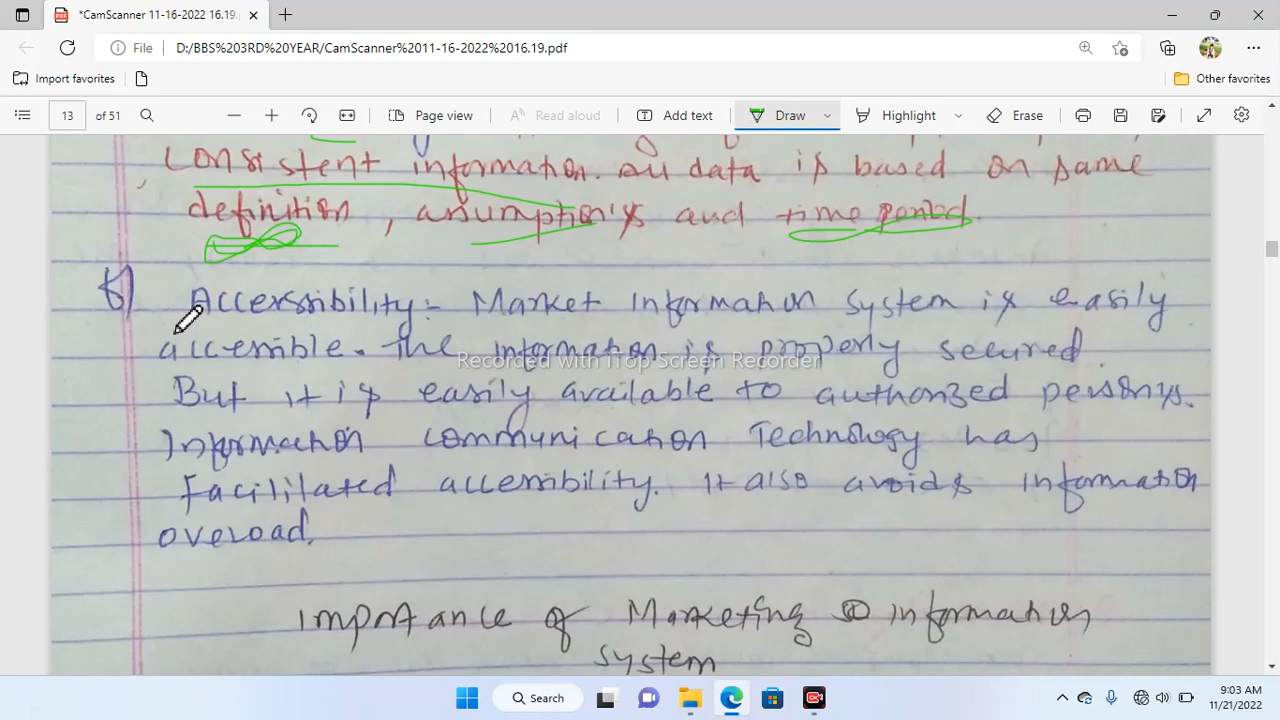 *CamScanner 11-16-2022 16.19.p
File D:/BBS%203RD%20YEAR/CamScanner%2011-16-2022%2016.19.pdf
Import favorites
Other favorites
13 of 51 Page view Read aloud Add text Draw Highlight Erase
Consistent information. All data is based on same
definition, assumption's and time period.
f) Accessibility:- Market Information System is easily
accessible. The information is properly secured
Recorded with iTop Screen Recorder
But it is easily available to authorized persons.
Information communication Technology has
Facilitated accessibility. It also avoids information
overload.
Importance of Marketing information
system
Search
9:03 AM
11/21/2022